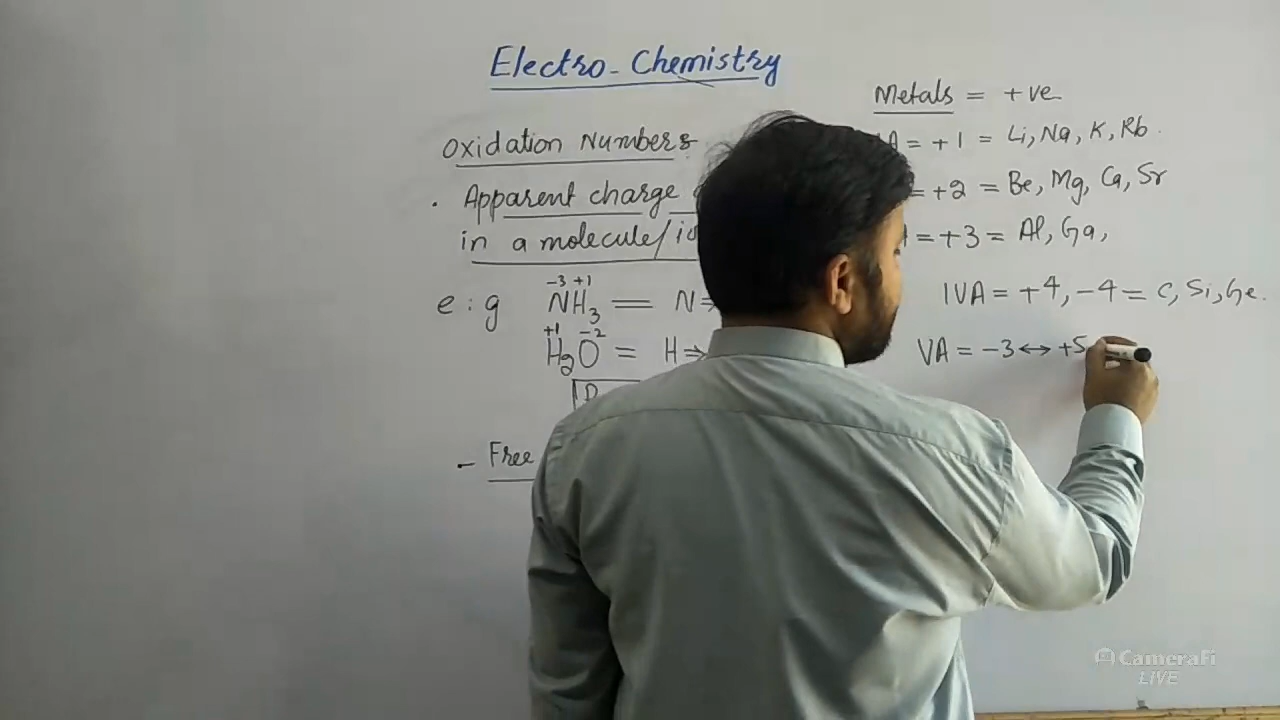 Electro-Chemistry
Oxidation Numbers
. Apparent charge
in a molecule/
-3 +1
e:g NH3 = N⇒
+1 -2
H2O = H⇒
- Free
Metals = +ve
A = +1 = Li, Na, K, Rb.
= +2 = Be, Mg, Ca, Sr
= +3 = Al, Ga,
IVA = +4, -4 = C, Si, Ge.
VA = -3 ↔ +5
CameraFi
LIVE